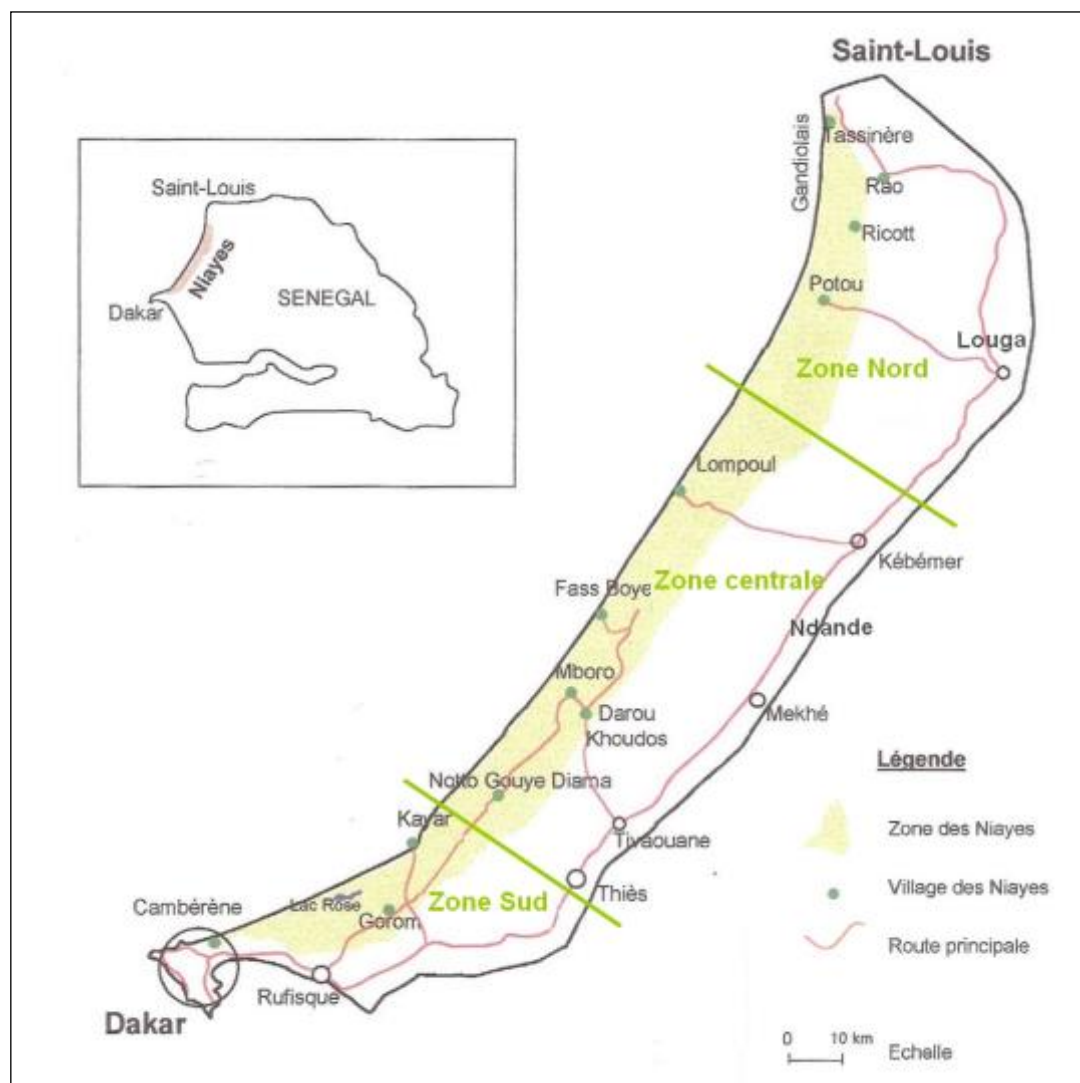 Saint-Louis
Tassinère
Gandiolais
Rao
Ricott
Potou
Louga
Zone Nord
Lompoul
Kébémer
Zone centrale
Fass Boye
Ndande
Mboro
Mekhé
Darou
Khoudos
Notto Gouye Diama
Kayar
Tivaouane
Thiès
Zone Sud
Lac Rose
Gorom
Cambérène
Rufisque
Dakar
Saint-Louis
Niayes
SENEGAL
Dakar
Légende
Zone des Niayes
Village des Niayes
Route principale
0 10 km
Echelle